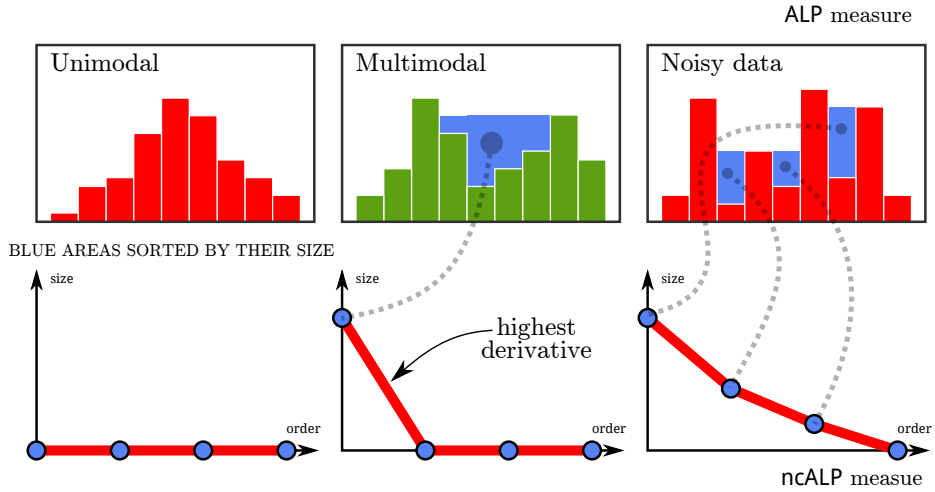 ALP measure
Unimodal
Multimodal
Noisy data
BLUE AREAS SORTED BY THEIR SIZE
size
size
size
highest
derivative
order
order
order
ncALP measue